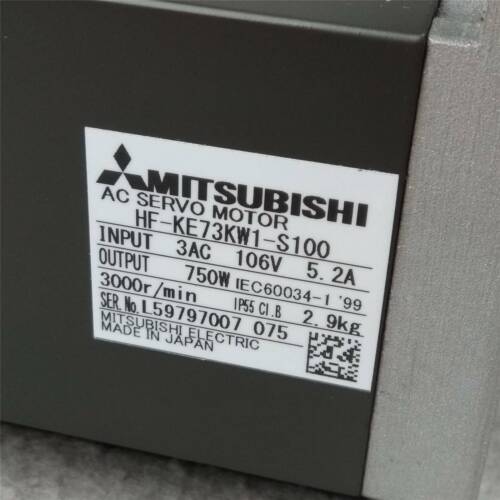 MITSUBISHI
AC SERVO MOTOR
HF-KE73KW1-S100
INPUT 3AC 106V 5.2A
OUTPUT 750W IEC60034-1 '99
3000r/min IP55 Cl.B 2.9kg
SER.No.L59797007 075
MITSUBISHI ELECTRIC
MADE IN JAPAN